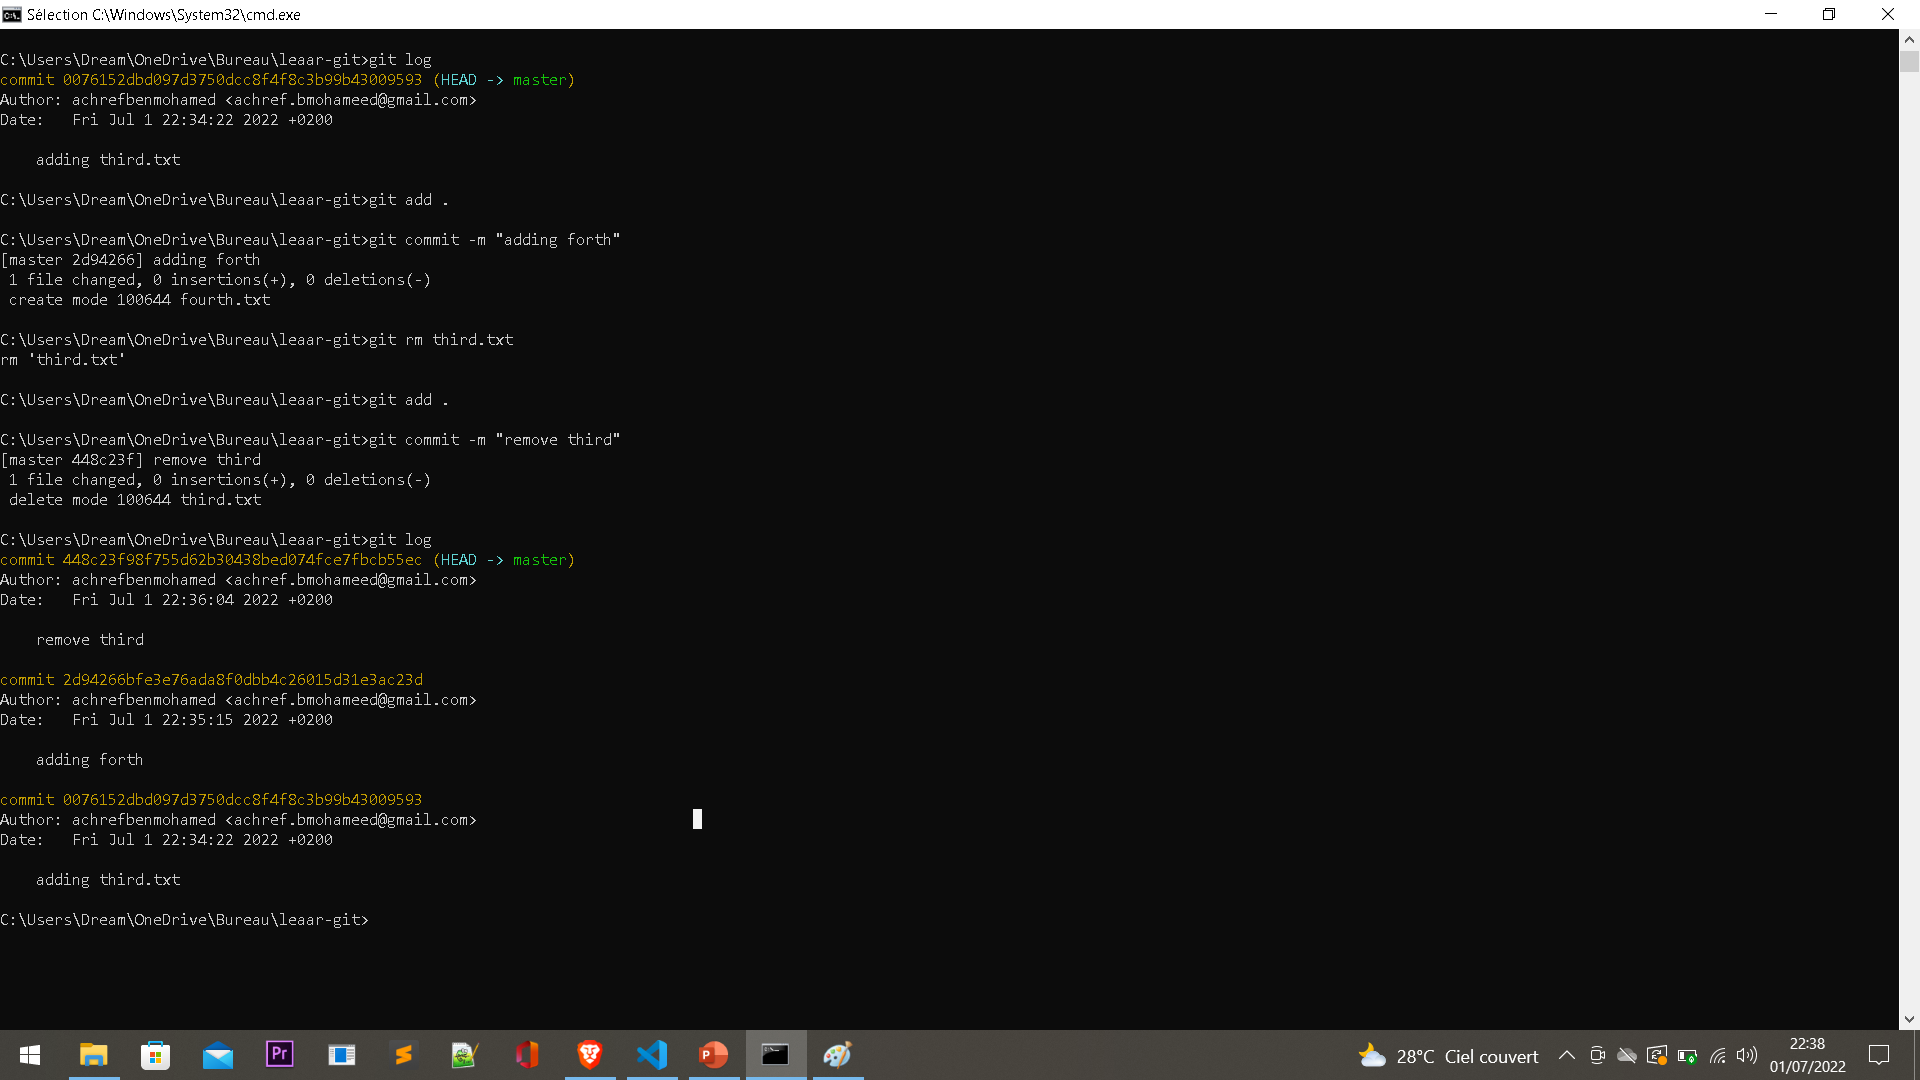 Sélection C:\Windows\System32\cmd.exe
C:\Users\Dream\OneDrive\Bureau\leaar-git>git log
commit 0076152dbd097d3750dcc8f4f8c3b99b43009593 (HEAD -> master)
Author: achrefbenmohamed <achref.bmohameed@gmail.com>
Date:   Fri Jul 1 22:34:22 2022 +0200
    adding third.txt
C:\Users\Dream\OneDrive\Bureau\leaar-git>git add .
C:\Users\Dream\OneDrive\Bureau\leaar-git>git commit -m "adding forth"
[master 2d94266] adding forth
 1 file changed, 0 insertions(+), 0 deletions(-)
 create mode 100644 fourth.txt
C:\Users\Dream\OneDrive\Bureau\leaar-git>git rm third.txt
rm 'third.txt'
C:\Users\Dream\OneDrive\Bureau\leaar-git>git add .
C:\Users\Dream\OneDrive\Bureau\leaar-git>git commit -m "remove third"
[master 448c23f] remove third
 1 file changed, 0 insertions(+), 0 deletions(-)
 delete mode 100644 third.txt
C:\Users\Dream\OneDrive\Bureau\leaar-git>git log
commit 448c23f98f755d62b30438bed074fce7fbcb55ec (HEAD -> master)
Author: achrefbenmohamed <achref.bmohameed@gmail.com>
Date:   Fri Jul 1 22:36:04 2022 +0200
    remove third
commit 2d94266bfe3e76ada8f0dbb4c26015d31e3ac23d
Author: achrefbenmohamed <achref.bmohameed@gmail.com>
Date:   Fri Jul 1 22:35:15 2022 +0200
    adding forth
commit 0076152dbd097d3750dcc8f4f8c3b99b43009593
Author: achrefbenmohamed <achref.bmohameed@gmail.com>
Date:   Fri Jul 1 22:34:22 2022 +0200
    adding third.txt
C:\Users\Dream\OneDrive\Bureau\leaar-git>
Pr
P
28°C Ciel couvert
22:38
01/07/2022